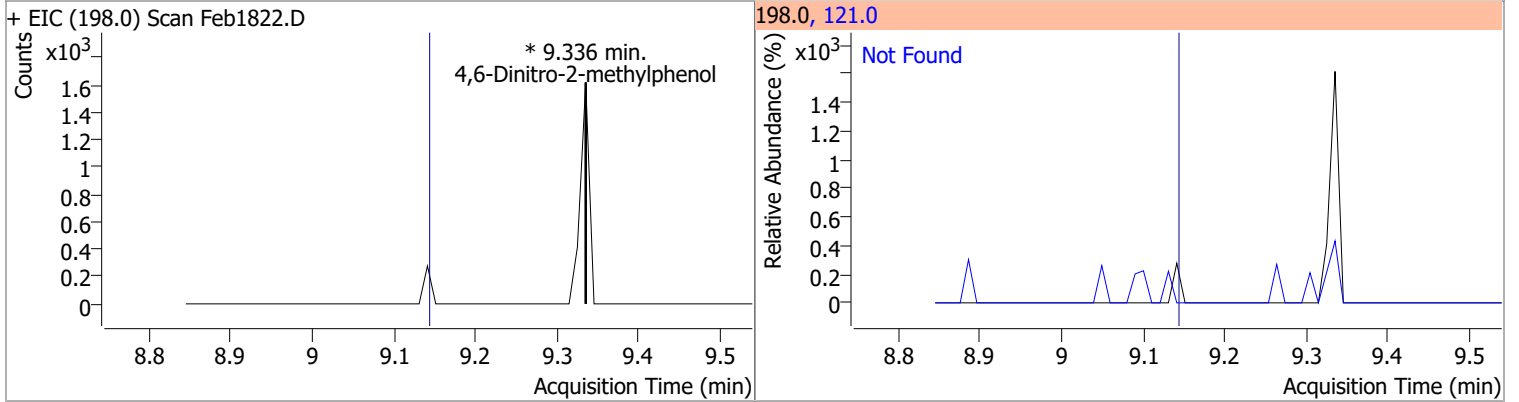 + EIC (198.0) Scan Feb1822.D
Counts
x10³
* 9.336 min.
4,6-Dinitro-2-methylphenol
1.6
1.4
1.2
1
0.8
0.6
0.4
0.2
0
8.8 8.9 9 9.1 9.2 9.3 9.4 9.5
Acquisition Time (min)
198.0, 121.0
Relative Abundance (%)
x10³
Not Found
1.4
1.2
1
0.8
0.6
0.4
0.2
0
8.8 8.9 9 9.1 9.2 9.3 9.4 9.5
Acquisition Time (min)